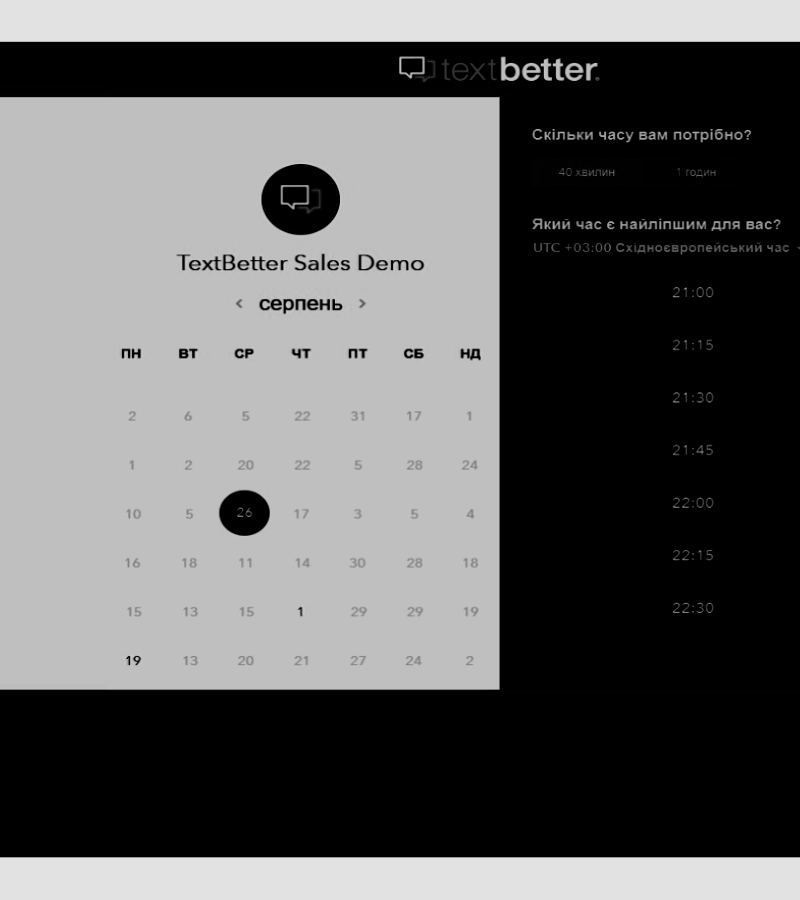 textbetter.
TextBetter Sales Demo
‹ серпень ›
ПН ВТ СР ЧТ ПТ СБ НД
2 6 5 22 31 17 1
1 2 20 22 5 28 24
10 5 26 17 3 5 4
16 18 11 14 30 28 18
15 13 15 1 29 29 19
19 13 20 21 27 24 2
Скільки часу вам потрібно?
40 хвилин 1 годин
Який час є найліпшим для вас?
UTC +03:00 Східноєвропейський час
21:00
21:15
21:30
21:45
22:00
22:15
22:30